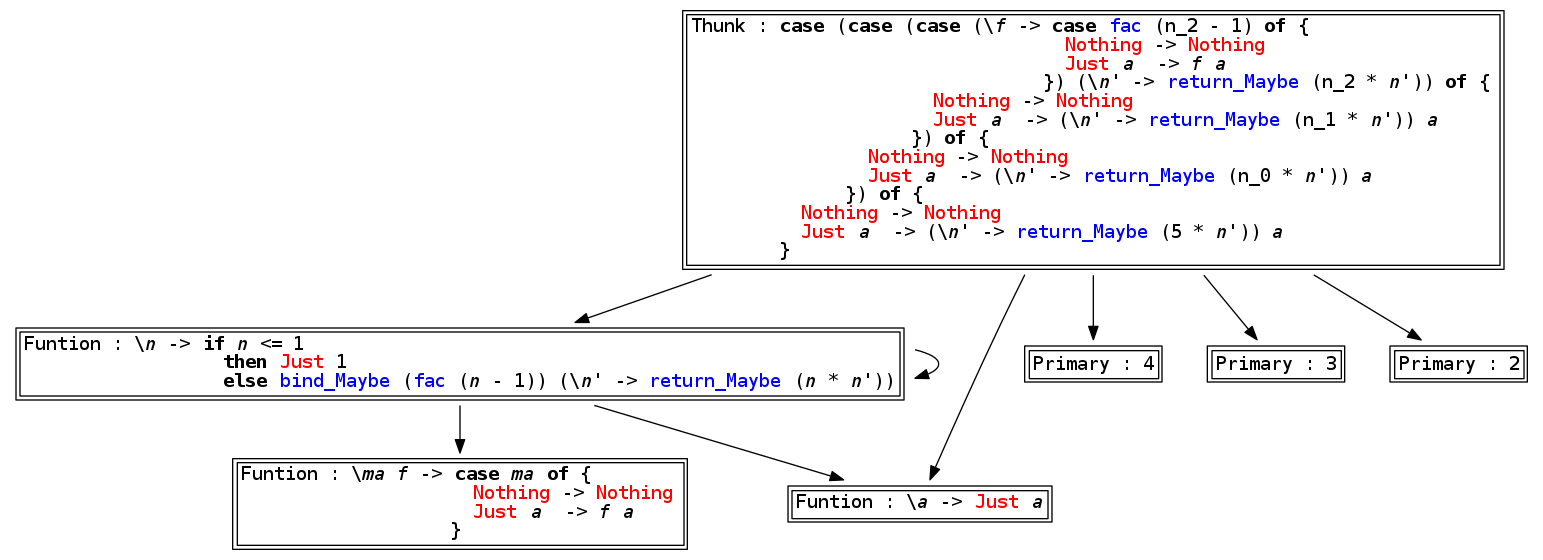 Thunk : case (case (case (\f -> case fac (n_2 - 1) of {
Nothing -> Nothing
Just a  -> f a
}) (\n' -> return_Maybe (n_2 * n')) of {
Nothing -> Nothing
Just a  -> (\n' -> return_Maybe (n_1 * n')) a
}) of {
Nothing -> Nothing
Just a  -> (\n' -> return_Maybe (n_0 * n')) a
}) of {
Nothing -> Nothing
Just a  -> (\n' -> return_Maybe (5 * n')) a
}
Funtion : \n -> if n <= 1
then Just 1
else bind_Maybe (fac (n - 1)) (\n' -> return_Maybe (n * n'))
Primary : 4
Primary : 3
Primary : 2
Funtion : \ma f -> case ma of {
Nothing -> Nothing
Just a  -> f a
}
Funtion : \a -> Just a